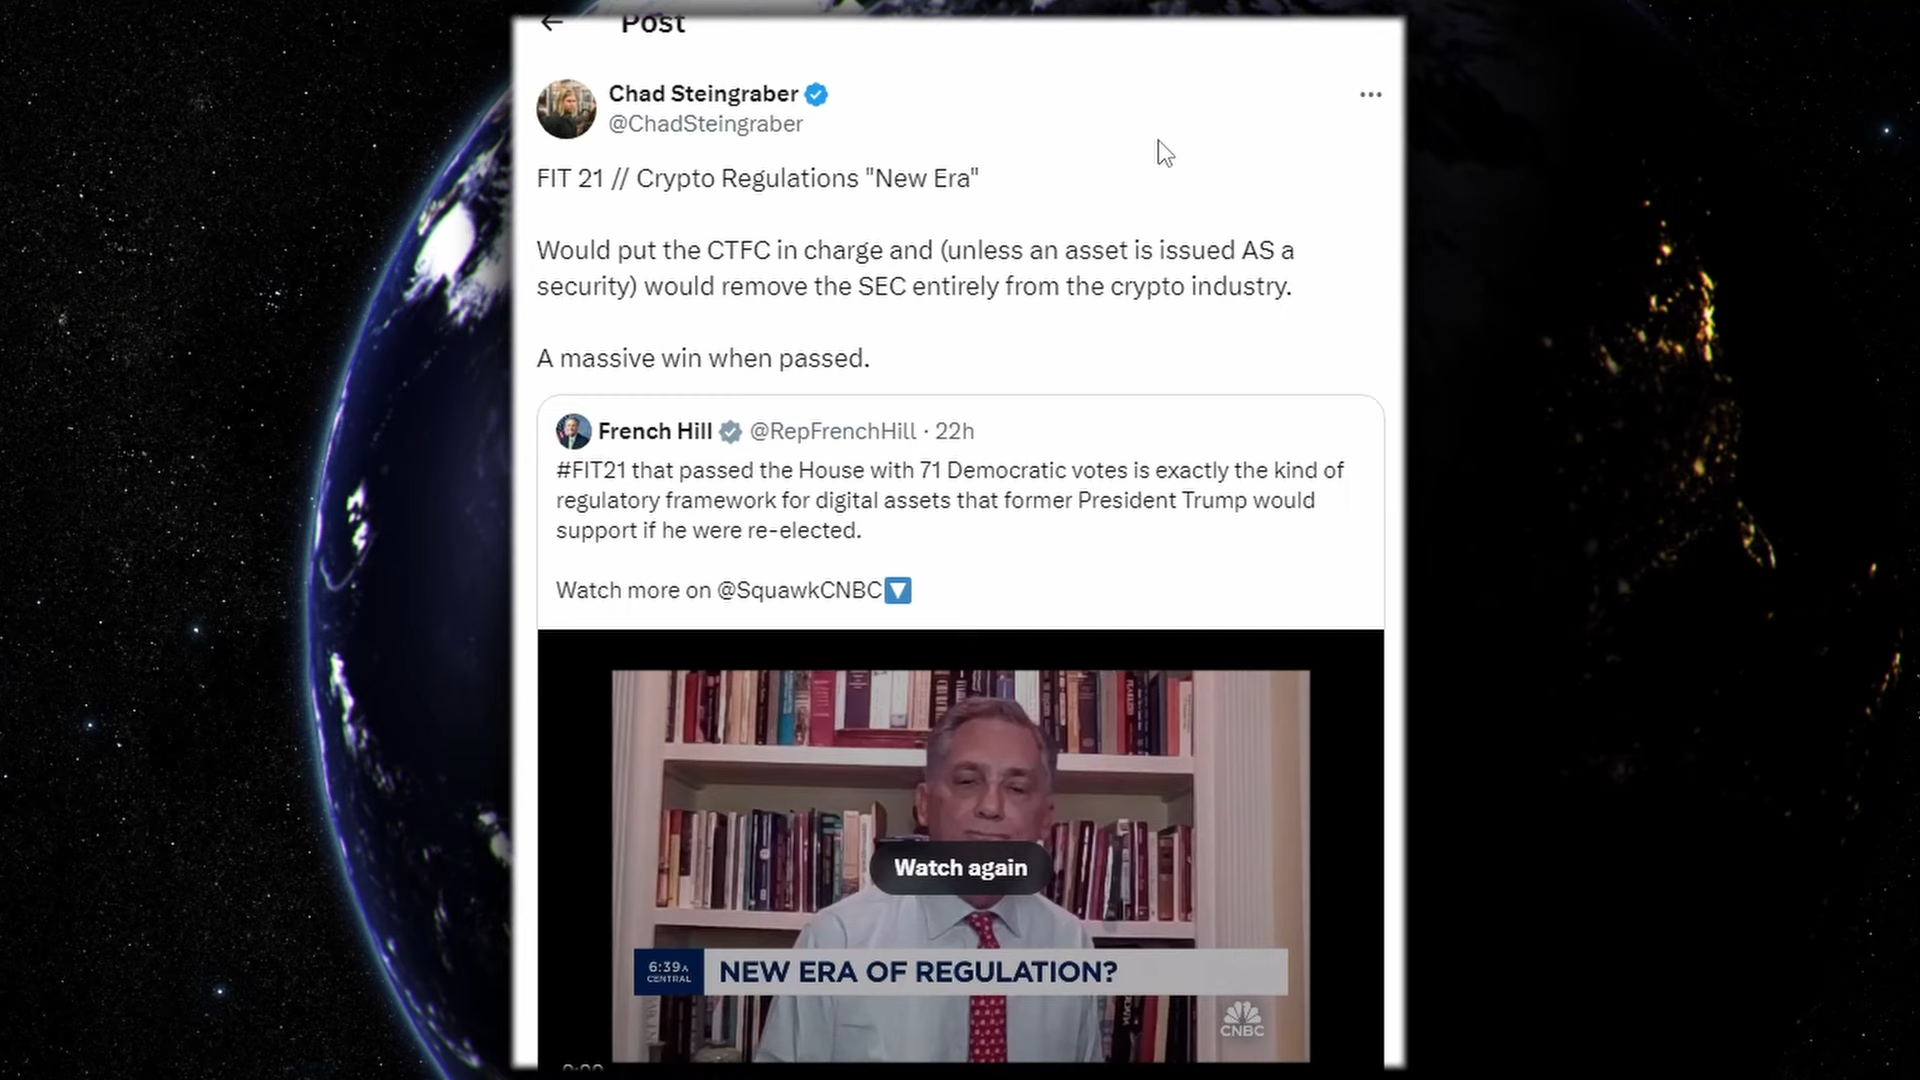 Post
Chad Steingraber
@ChadSteingraber
FIT 21 // Crypto Regulations "New Era"
Would put the CTFC in charge and (unless an asset is issued AS a
security) would remove the SEC entirely from the crypto industry.
A massive win when passed.
French Hill @RepFrenchHill · 22h
#FIT21 that passed the House with 71 Democratic votes is exactly the kind of
regulatory framework for digital assets that former President Trump would
support if he were re-elected.
Watch more on @SquawkCNBC
Watch again
6:39A
CENTRAL
NEW ERA OF REGULATION?
CNBC